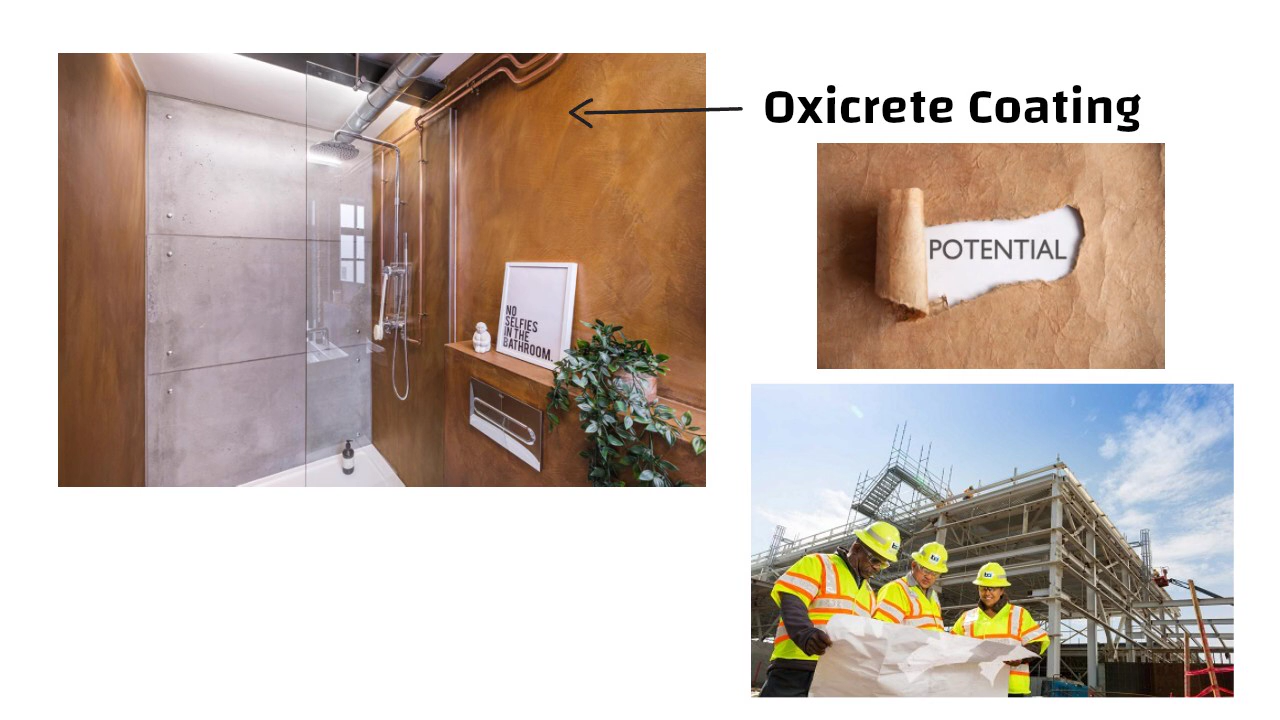 Oxicrete Coating
POTENTIAL
NO
SELFIES
IN THE
BATHROOM.